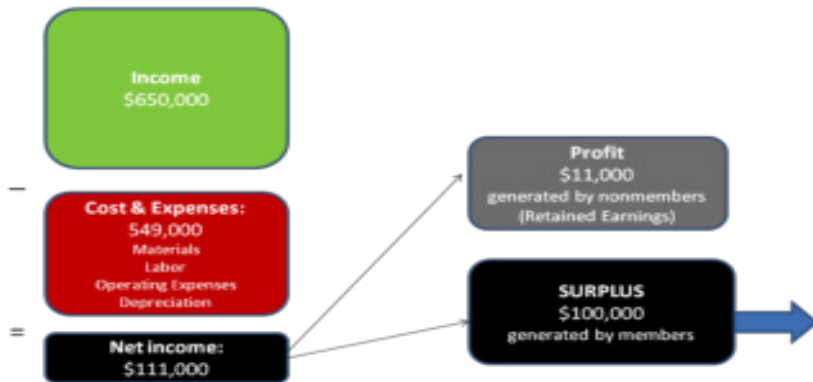 Income
$650,000
–
Cost & Expenses:
549,000
Materials
Labor
Operating Expenses
Depreciation
=
Net income:
$111,000
Profit
$11,000
generated by nonmembers
(Retained Earnings)
SURPLUS
$100,000
generated by members